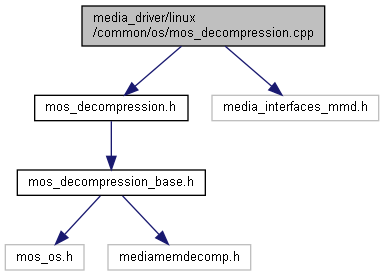 media_driver/linux
/common/os/mos_decompression.cpp
mos_decompression.h
media_interfaces_mmd.h
mos_decompression_base.h
mos_os.h
mediamemdecomp.h